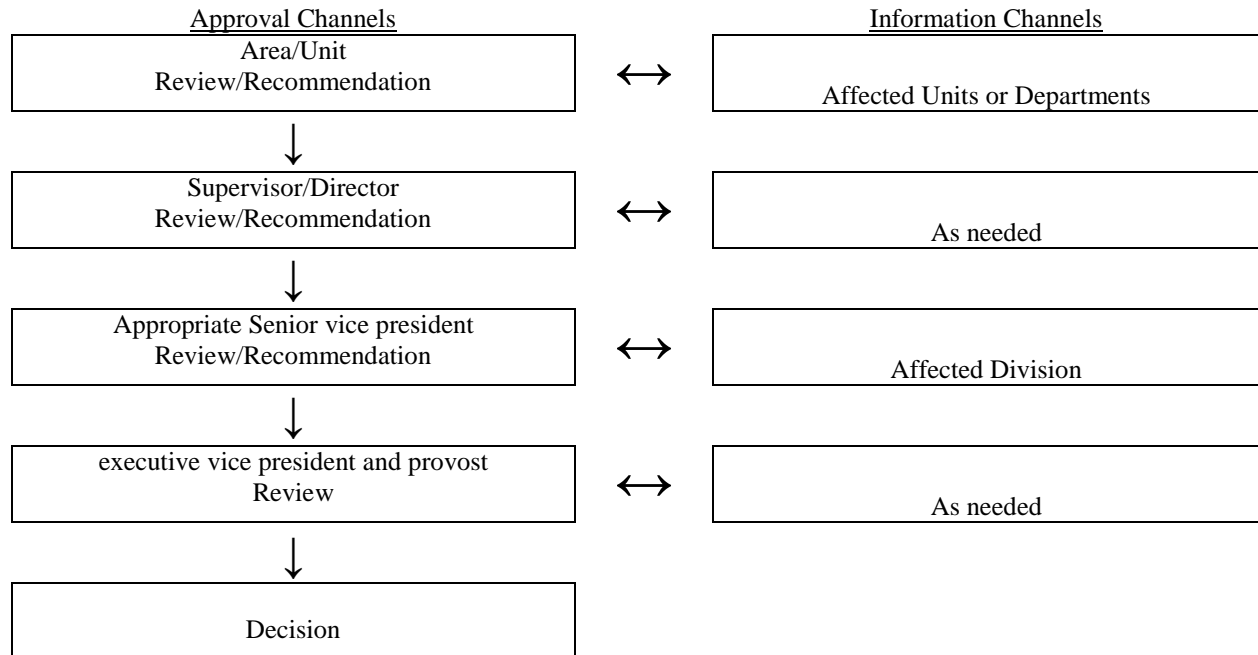 Approval Channels
Information Channels
Area/Unit
Review/Recommendation
Affected Units or Departments
Supervisor/Director
Review/Recommendation
As needed
Appropriate Senior vice president
Review/Recommendation
Affected Division
executive vice president and provost
Review
As needed
Decision